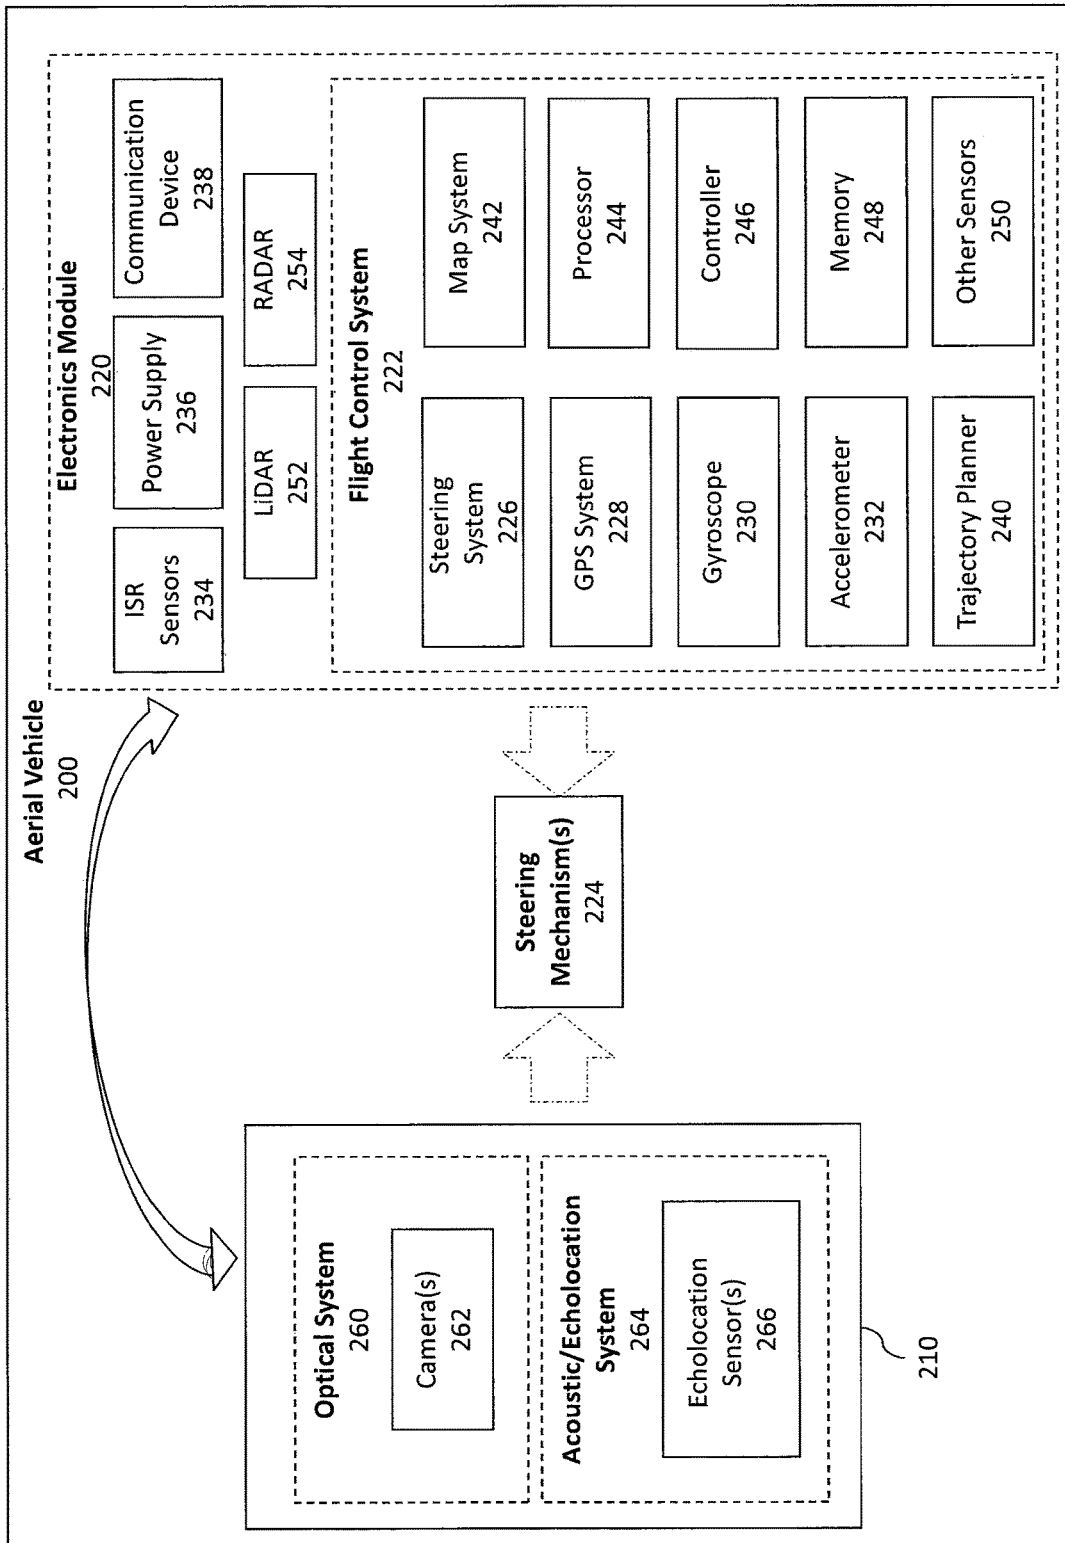 Aerial Vehicle
200
Optical System
260
Camera(s)
262
Acoustic/Echolocation
System
264
Echolocation
Sensor(s)
266
210
Steering
Mechanism(s)
224
Electronics Module
220
ISR
Sensors
234
Power Supply
236
Communication
Device
238
LiDAR
252
RADAR
254
Flight Control System
222
Steering
System
226
Map System
242
GPS System
228
Processor
244
Gyroscope
230
Controller
246
Accelerometer
232
Memory
248
Trajectory Planner
240
Other Sensors
250